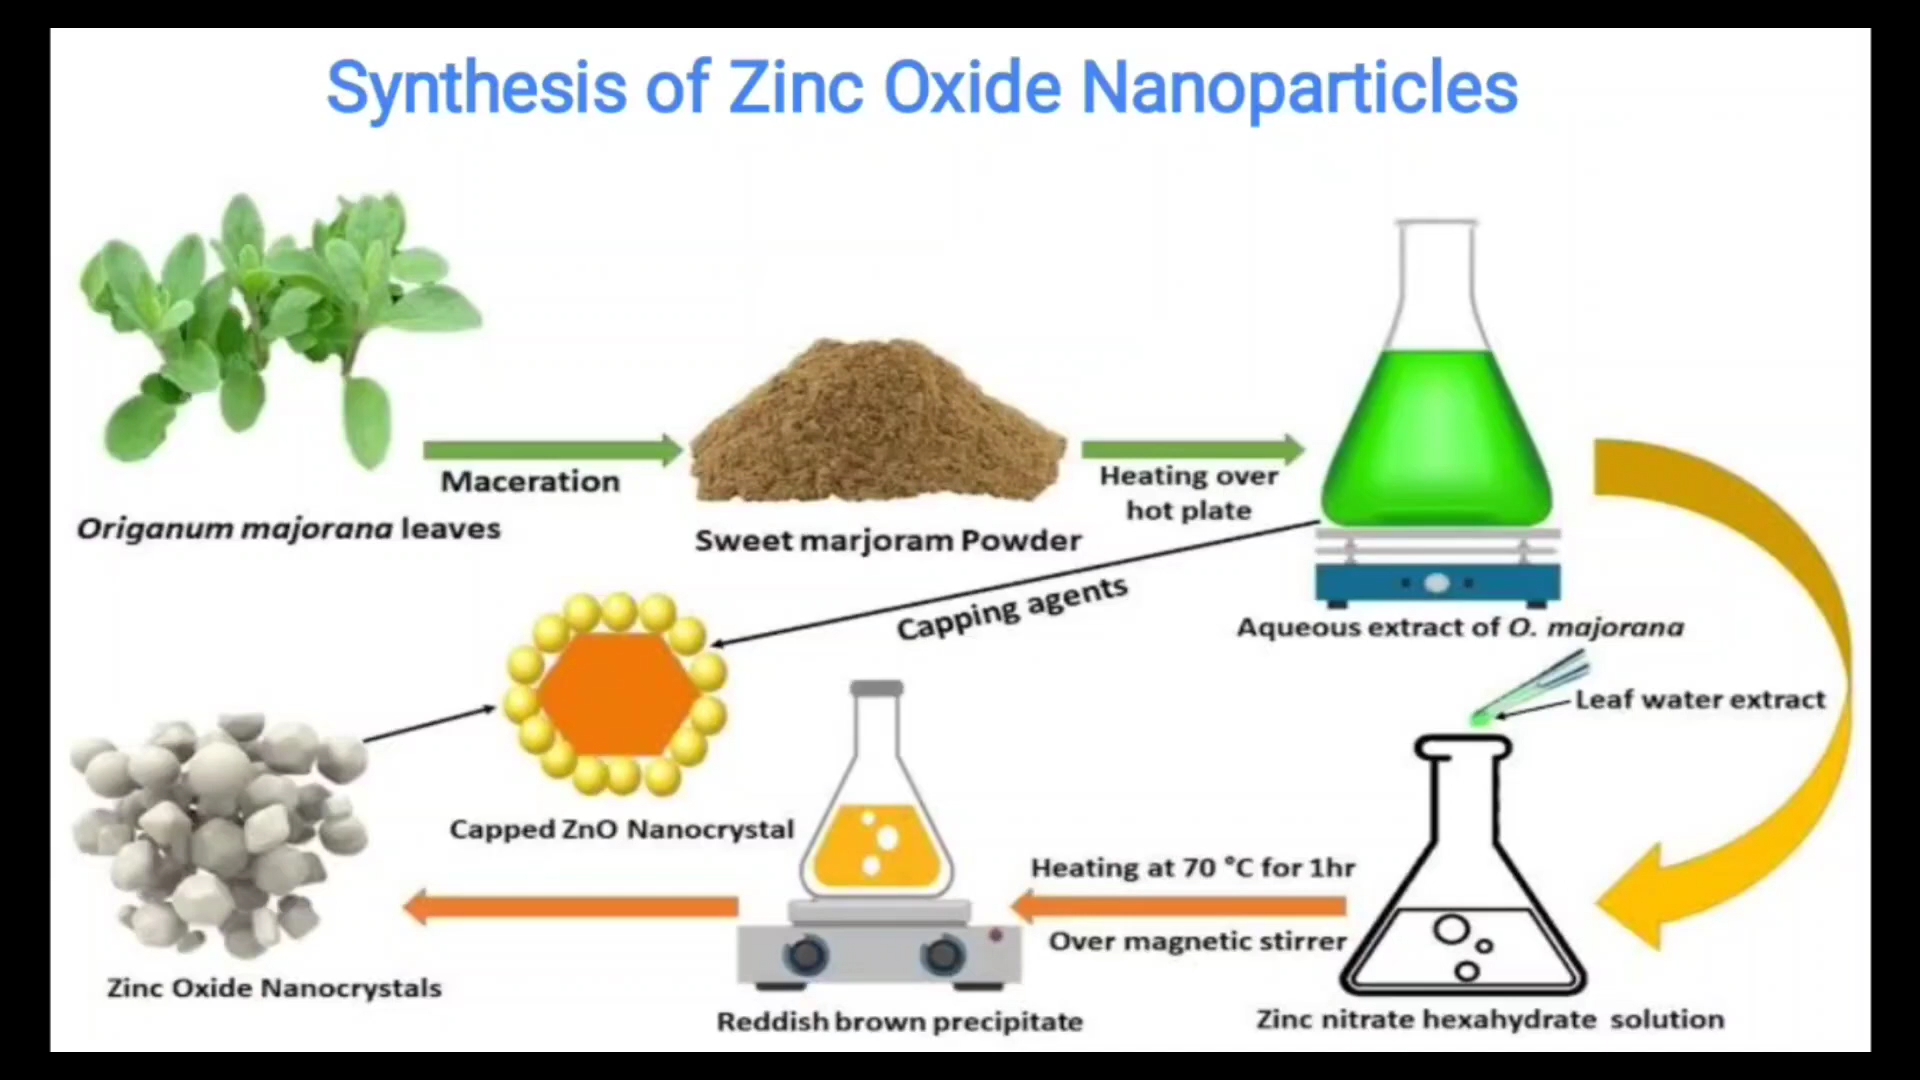 Synthesis of Zinc Oxide Nanoparticles
Maceration
Origanum majorana leaves
Heating over
hot plate
Sweet marjoram Powder
Capping agents
Aqueous extract of O. majorana
Leaf water extract
Capped ZnO Nanocrystal
Heating at 70 °C for 1hr
Over magnetic stirrer
Zinc Oxide Nanocrystals
Reddish brown precipitate
Zinc nitrate hexahydrate solution